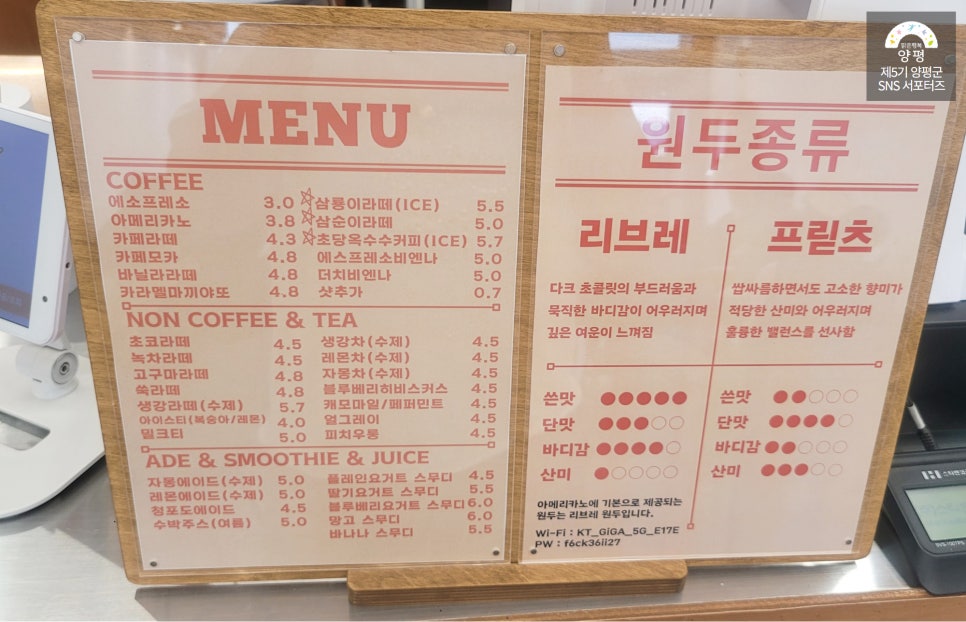 맑은행복
양평
제5기 양평군
SNS 서포터즈
MENU
COFFEE
에소프레소 3.0
아메리카노 3.8
카페라떼 4.3
카페모카 4.8
바닐라라떼 4.8
카라멜마끼야또 4.8
☆삼룡이라떼(ICE) 5.5
☆삼순이라떼 5.0
☆초당옥수수커피(ICE) 5.7
에스프레소비엔나 5.0
더치비엔나 5.0
샷추가 0.7
NON COFFEE & TEA
초코라떼 4.5
녹차라떼 4.5
고구마라떼 4.8
쑥라떼 4.8
생강라떼(수제) 5.7
아이스티(복숭아/레몬) 4.0
밀크티 5.0
생강차(수제) 4.5
레몬차(수제) 4.5
자몽차(수제) 4.5
블루베리히비스커스 4.5
캐모마일/페퍼민트 4.5
얼그레이 4.5
피치우롱 4.5
ADE & SMOOTHIE & JUICE
자몽에이드(수제) 5.0
레몬에이드(수제) 5.0
청포도에이드 4.5
수박주스(여름) 5.0
플레인요거트 스무디 4.5
딸기요거트 스무디 5.5
블루베리요거트 스무디 6.0
망고 스무디 6.0
바나나 스무디 5.5
원두종류
리브레
다크 초콜릿의 부드러움과
묵직한 바디감이 어우러지며
깊은 여운이 느껴짐
쓴맛 ●●●●●
단맛 ●●●○○
바디감 ●●●●○
산미 ●○○○○
프릳츠
쌉싸름하면서도 고소한 향미가
적당한 산미와 어우러지며
훌륭한 밸런스를 선사함
쓴맛 ●●○○○
단맛 ●●●●○
바디감 ●●○○○
산미 ●●●○○
아메리카노에 기본으로 제공되는
원두는 리브레 원두입니다.
Wi-Fi : KT_GiGA_5G_E17E
PW : f6ck36ii27